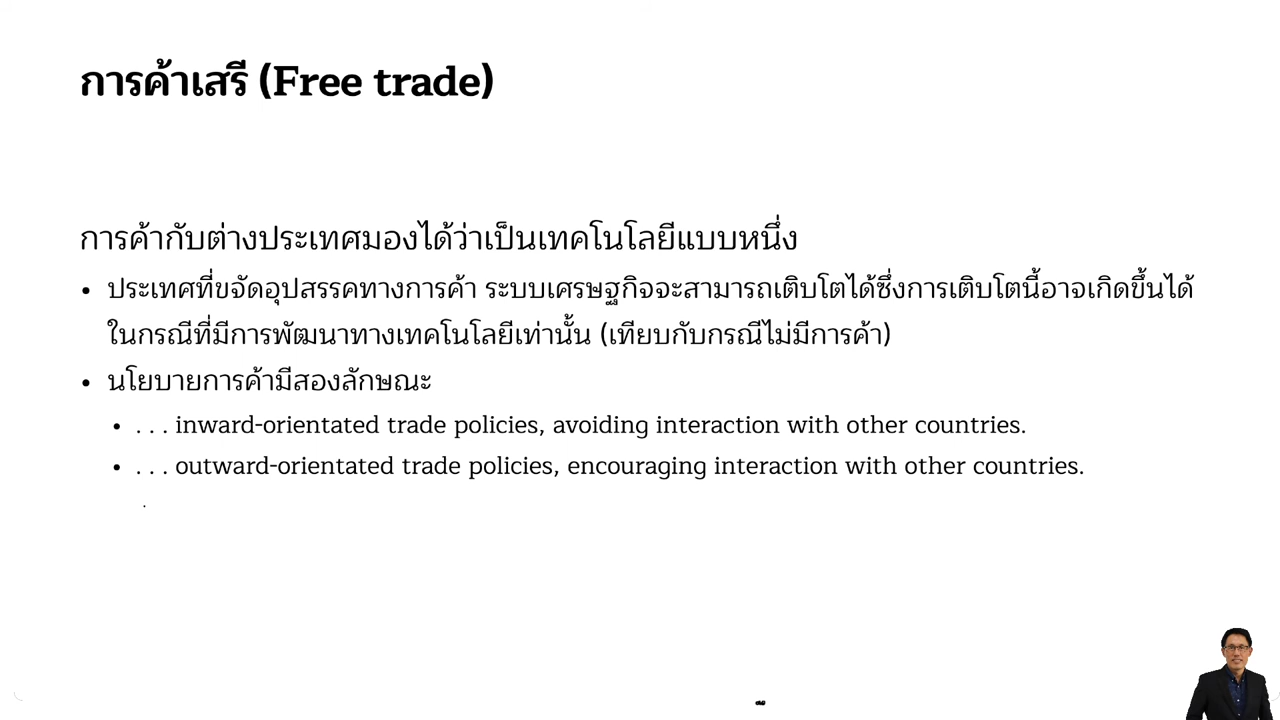 การค้าเสรี (Free trade)
การค้ากับต่างประเทศมองได้ว่าเป็นเทคโนโลยีแบบหนึ่ง
• ประเทศที่ขจัดอุปสรรคทางการค้า ระบบเศรษฐกิจจะสามารถเติบโตได้ซึ่งการเติบโตนี้อาจเกิดขึ้นได้
ในกรณีที่มีการพัฒนาทางเทคโนโลยีเท่านั้น (เทียบกับกรณีไม่มีการค้า)
• นโยบายการค้ามีสองลักษณะ
• . . . inward-orientated trade policies, avoiding interaction with other countries.
• . . . outward-orientated trade policies, encouraging interaction with other countries.